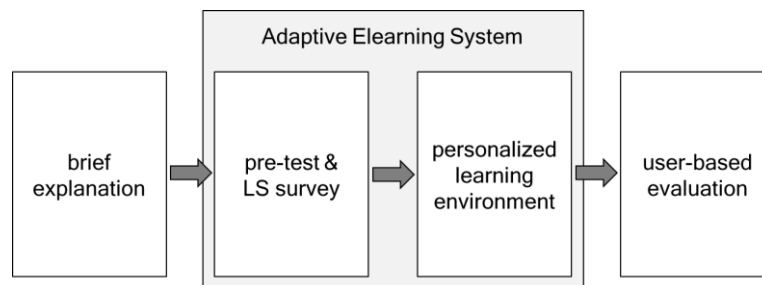 Adaptive Elearning System
brief
explanation
pre-test &
LS survey
personalized
learning
environment
user-based
evaluation